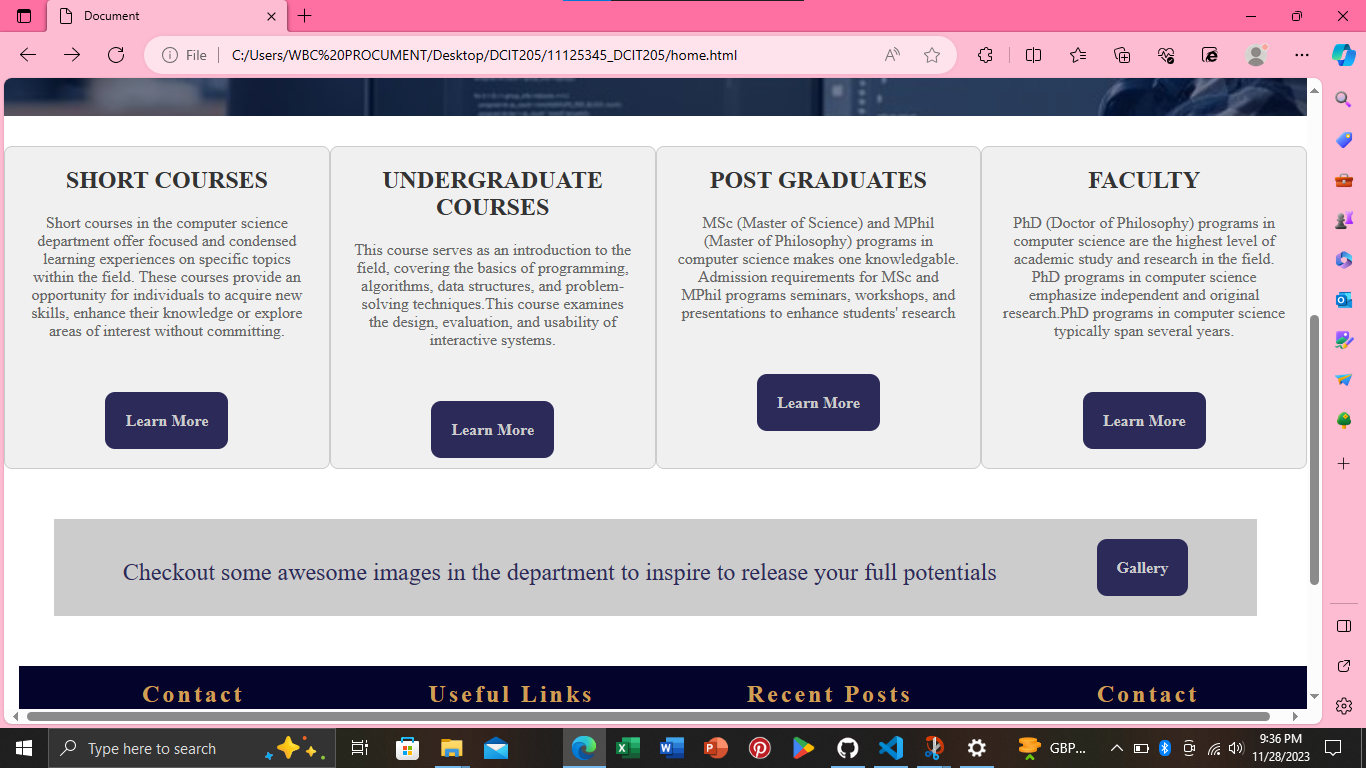 Document
File
C:/Users/WBC%20PROCUMENT/Desktop/DCIT205/11125345_DCIT205/home.html
SHORT COURSES
Short courses in the computer science
department offer focused and condensed
learning experiences on specific topics
within the field. These courses provide an
opportunity for individuals to acquire new
skills, enhance their knowledge or explore
areas of interest without committing.
Learn More
UNDERGRADUATE
COURSES
This course serves as an introduction to the
field, covering the basics of programming,
algorithms, data structures, and problem-
solving techniques.This course examines
the design, evaluation, and usability of
interactive systems.
Learn More
POST GRADUATES
MSc (Master of Science) and MPhil
(Master of Philosophy) programs in
computer science makes one knowledgable.
Admission requirements for MSc and
MPhil programs seminars, workshops, and
presentations to enhance students' research
Learn More
FACULTY
PhD (Doctor of Philosophy) programs in
computer science are the highest level of
academic study and research in the field.
PhD programs in computer science
emphasize independent and original
research.PhD programs in computer science
typically span several years.
Learn More
Checkout some awesome images in the department to inspire to release your full potentials
Gallery
Contact
Useful Links
Recent Posts
Contact
Type here to search
GBP...
9:36 PM
11/28/2023